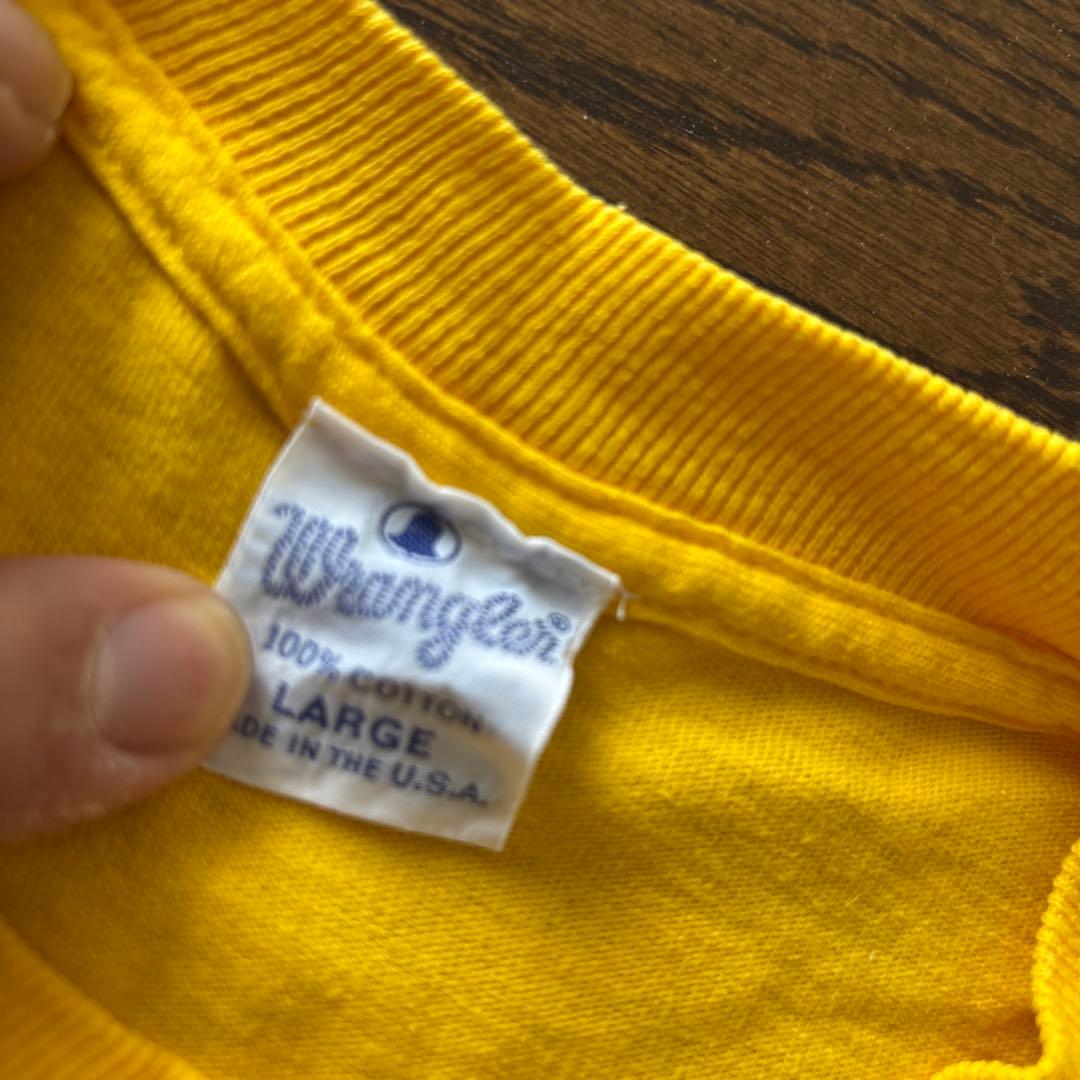 Wrangler®
100% COTTON
LARGE
ADE IN THE U.S.A.